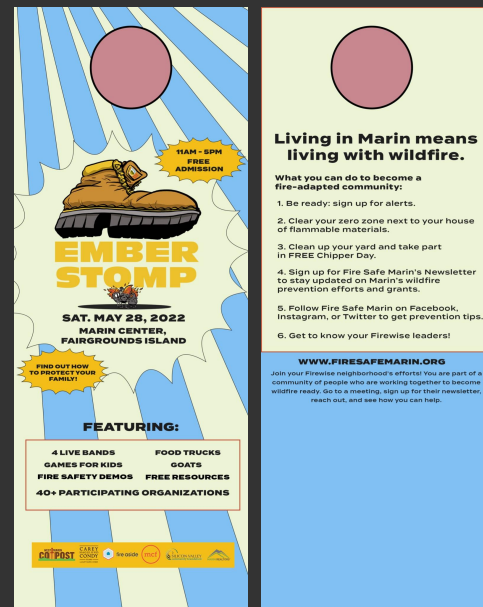 11AM - 5PM
FREE
ADMISSION
EMBER
STOMP
SAT. MAY 28, 2022
MARIN CENTER,
FAIRGROUNDS ISLAND
FIND OUT HOW
TO PROTECT YOUR
FAMILY!
FEATURING:
4 LIVE BANDS
FOOD TRUCKS
GAMES FOR KIDS
GOATS
FIRE SAFETY DEMOS
FREE RESOURCES
40+ PARTICIPATING ORGANIZATIONS
CAREY
CONDY
fireaside
mcf
Living in Marin means
living with wildfire.
What you can do to become a
fire-adapted community:
1. Be ready: sign up for alerts.
2. Clear your zero zone next to your house
of flammable materials.
3. Clean up your yard and take part
in FREE Chipper Day.
4. Sign up for Fire Safe Marin's Newsletter
to stay updated on Marin's wildfire
prevention efforts and grants.
5. Follow Fire Safe Marin on Facebook,
Instagram, or Twitter to get prevention tips.
6. Get to know your Firewise leaders!
WWW.FIRESAFEMARIN.ORG
Join your Firewise neighborhood's efforts! You are part of a
community of people who are working together to become
wildfire ready. Go to a meeting, sign up for their newsletter,
reach out, and see how you can help.